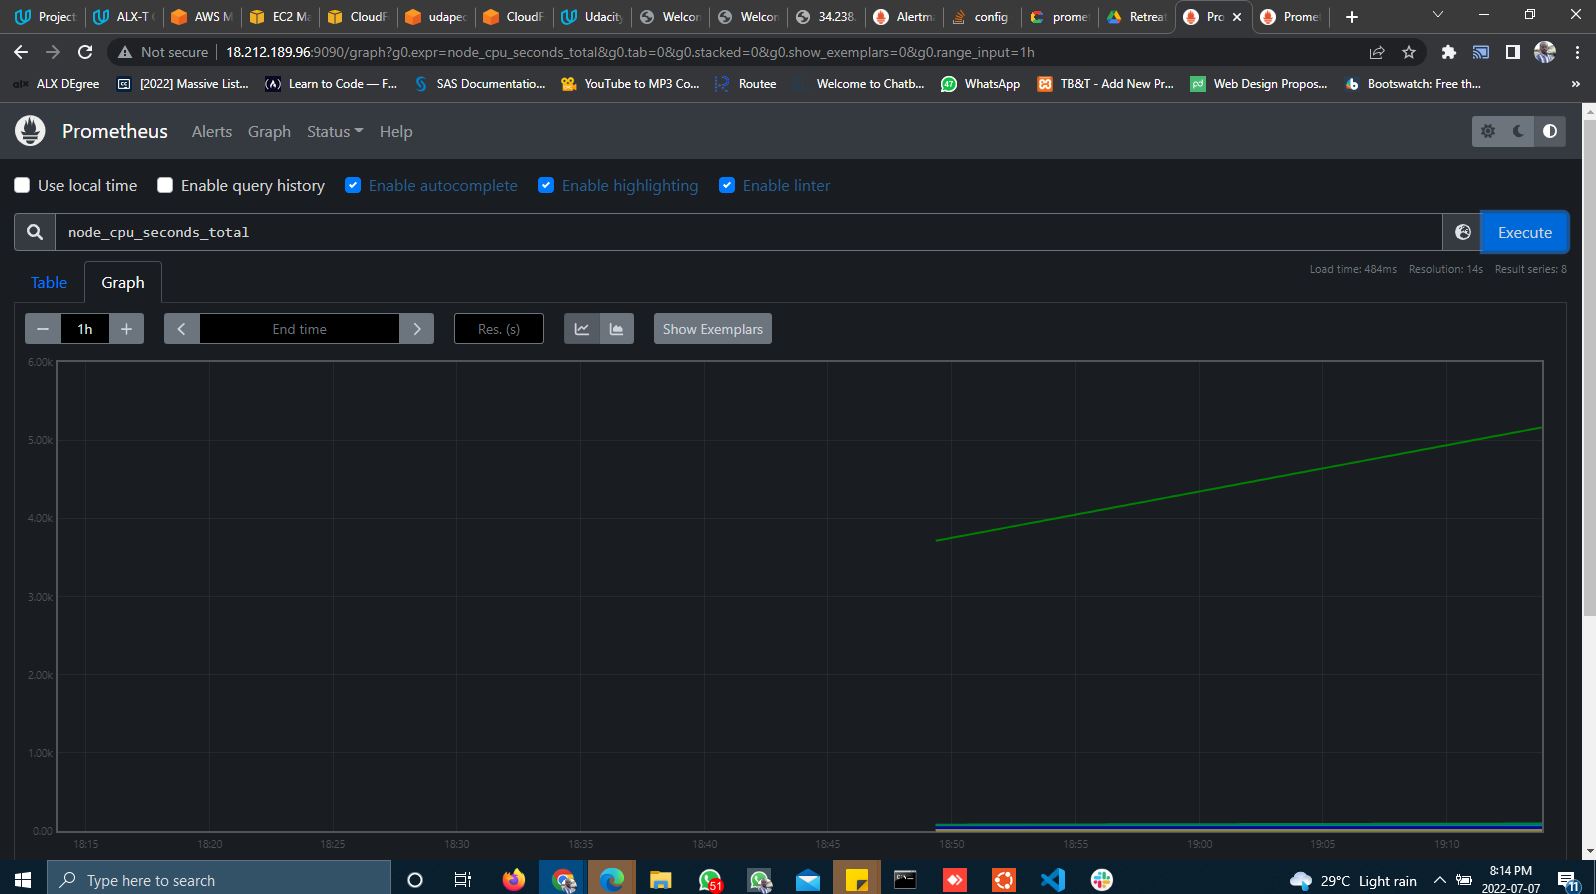 Project ALX-T C AWS M EC2 Ma CloudF udaped CloudF Udacity Welcon Welcon 34.238. Alertma config promet Retreat Pro Promet
Not secure 18.212.189.96:9090/graph?g0.expr=node_cpu_seconds_total&g0.tab=0&g0.stacked=0&g0.show_exemplars=0&g0.range_input=1h
alx ALX DEgree [2022] Massive List... Learn to Code — F... SAS Documentatio... YouTube to MP3 Co... Routee Welcome to Chatb... 47 WhatsApp TB&T - Add New Pr... pd Web Design Propos... Bootswatch: Free th... »
Prometheus Alerts Graph Status Help
Use local time Enable query history Enable autocomplete Enable highlighting Enable linter
node_cpu_seconds_total Execute
Table Graph Load time: 484ms Resolution: 14s Result series: 8
− 1h + End time Res. (s) Show Exemplars
6.00k
5.00k
4.00k
3.00k
2.00k
1.00k
0.00
18:15 18:20 18:25 18:30 18:35 18:40 18:45 18:50 18:55 19:00 19:05 19:10
Type here to search 51 29°C Light rain 8:14 PM
2022-07-07 11